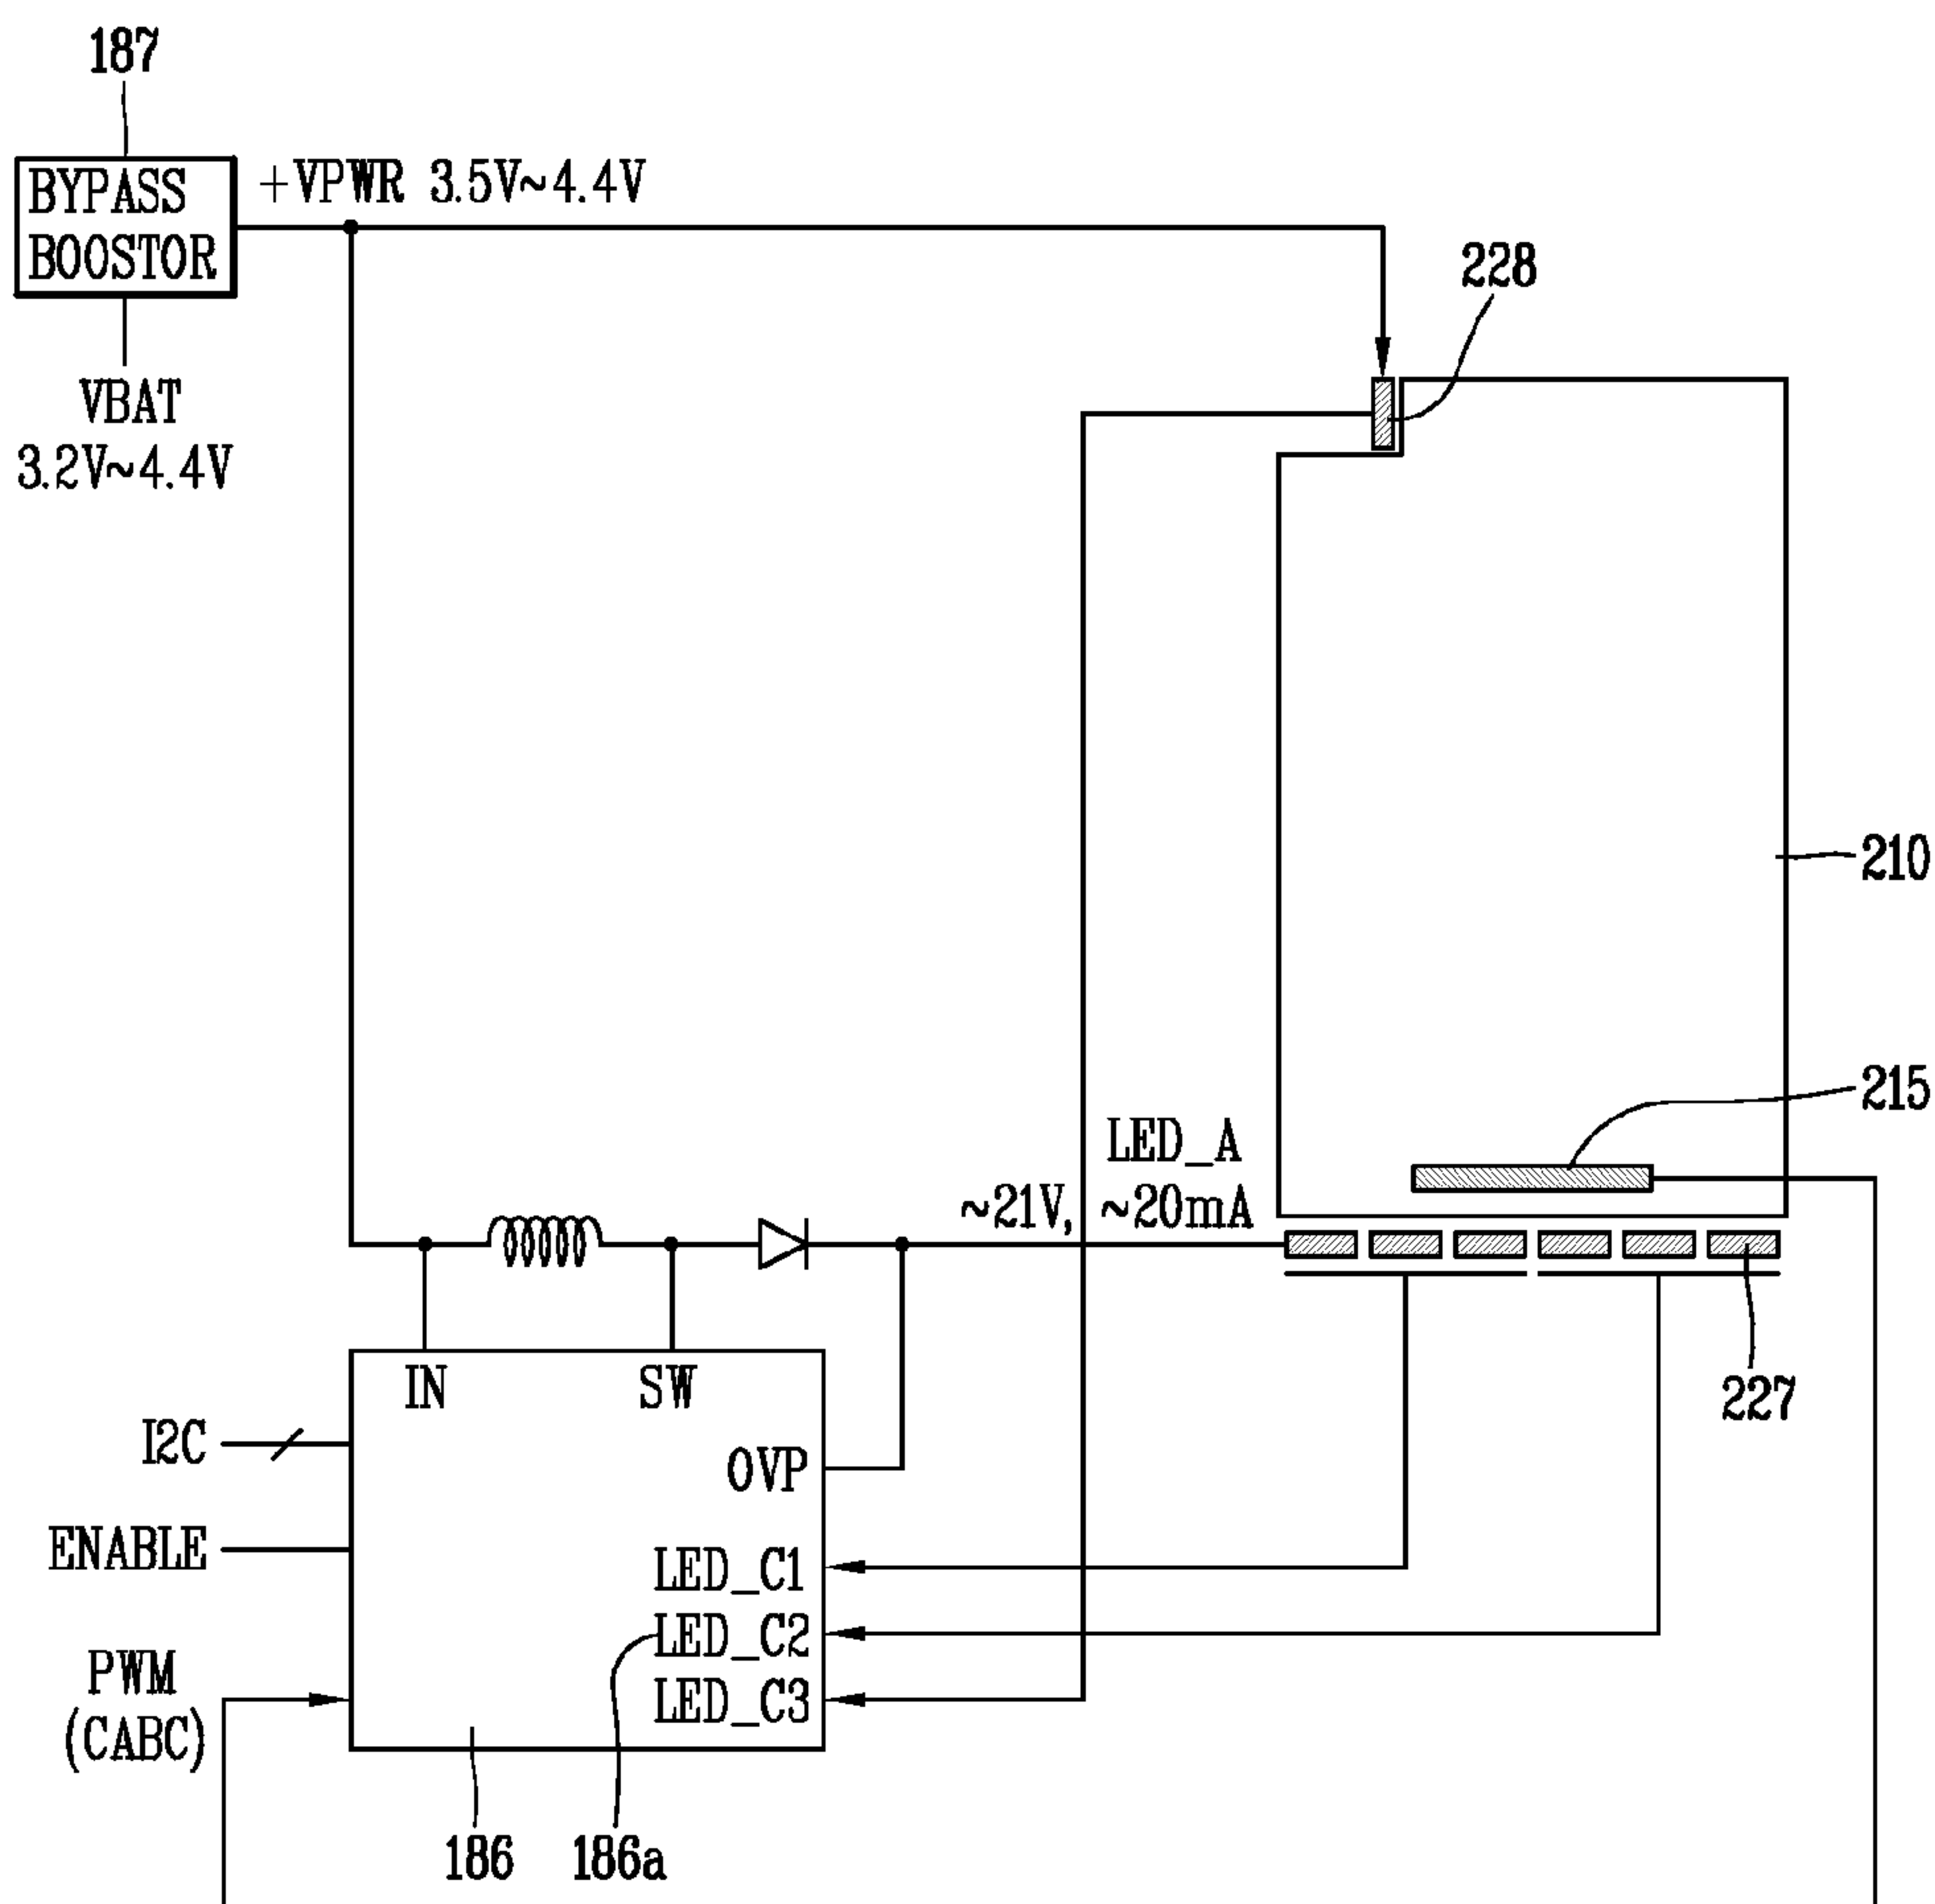 187
BYPASS
BOOSTOR
+VPWR 3.5V~4.4V
228
VBAT
3.2V~4.4V
210
215
LED_A
~21V, ~20mA
227
IN SW
I2C
OVP
ENABLE
LED_C1
LED_C2
PWM
(CABC)
LED_C3
186 186a